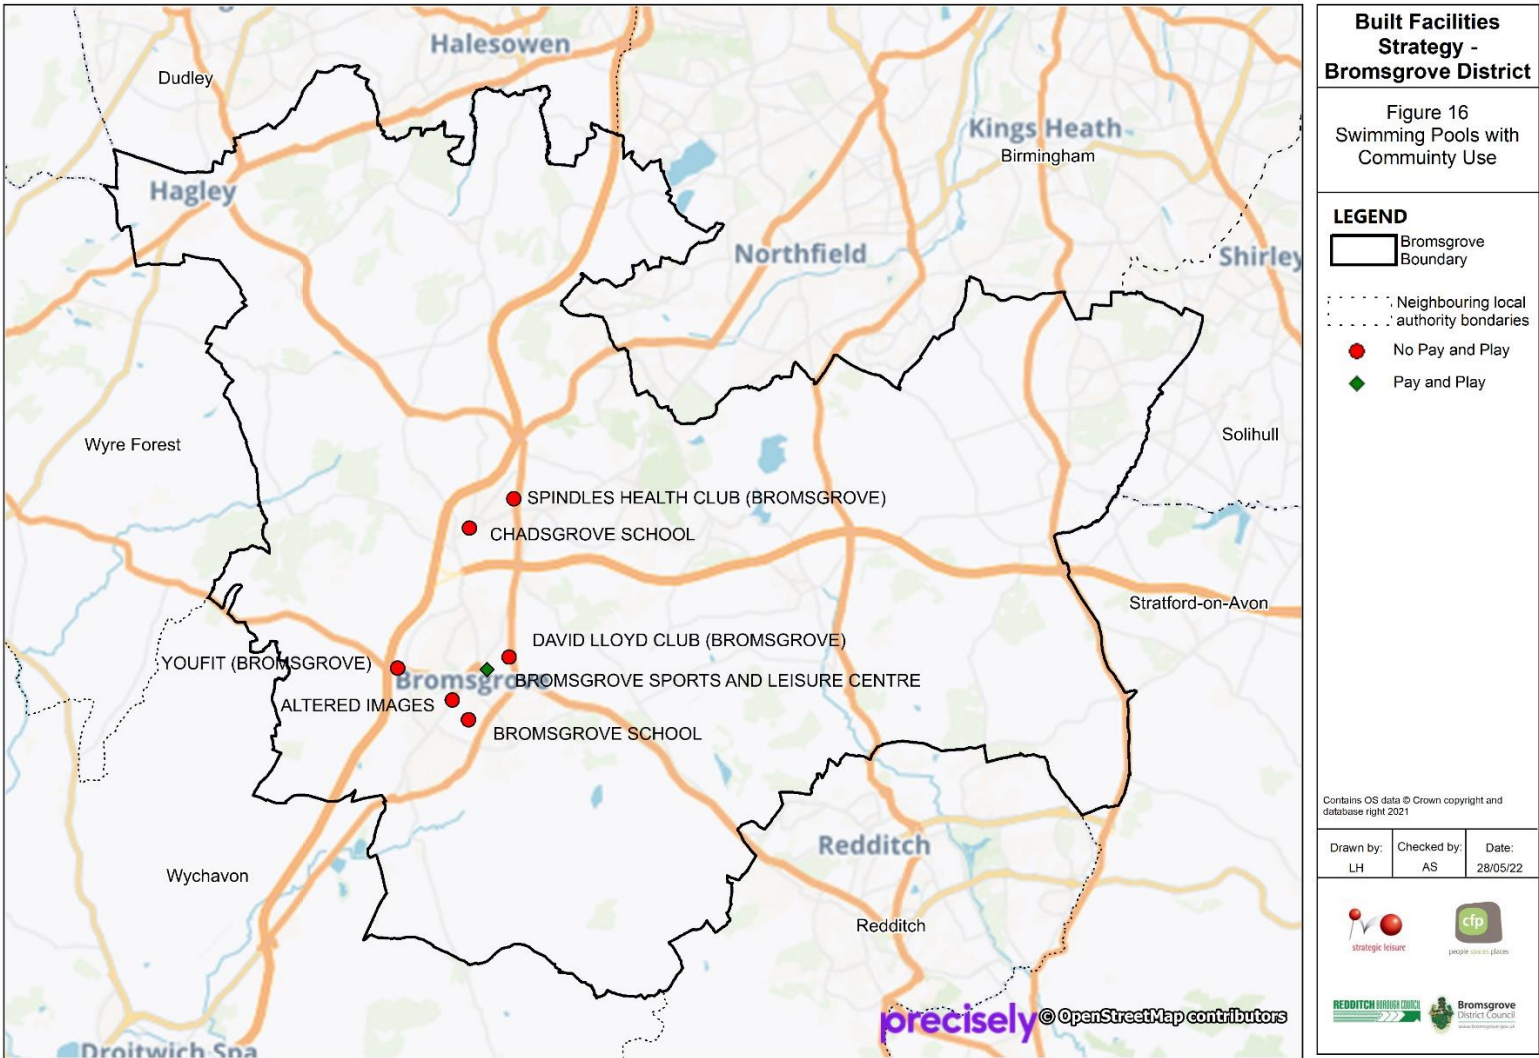 Halesowen
Dudley
Kings Heath
Birmingham
Hagley
Northfield
Shirley
Wyre Forest
Solihull
SPINDLES HEALTH CLUB (BROMSGROVE)
CHADSGROVE SCHOOL
Stratford-on-Avon
DAVID LLOYD CLUB (BROMSGROVE)
YOUFIT (BROMSGROVE)
Bromsgrove
BROMSGROVE SPORTS AND LEISURE CENTRE
ALTERED IMAGES
BROMSGROVE SCHOOL
Redditch
Wychavon
Redditch
precisely © OpenStreetMap contributors
Droitwich Spa
Built Facilities
Strategy -
Bromsgrove District
Figure 16
Swimming Pools with
Commuinty Use
LEGEND
Bromsgrove
Boundary
Neighbouring local
authority bondaries
No Pay and Play
Pay and Play
Contains OS data © Crown copyright and
database right 2021
Drawn by:
LH
Checked by:
AS
Date:
28/05/22
strategic leisure
cfp
people spaces places
REDDITCH BOROUGH COUNCIL
Bromsgrove
District Council
www.bromsgrove.gov.uk